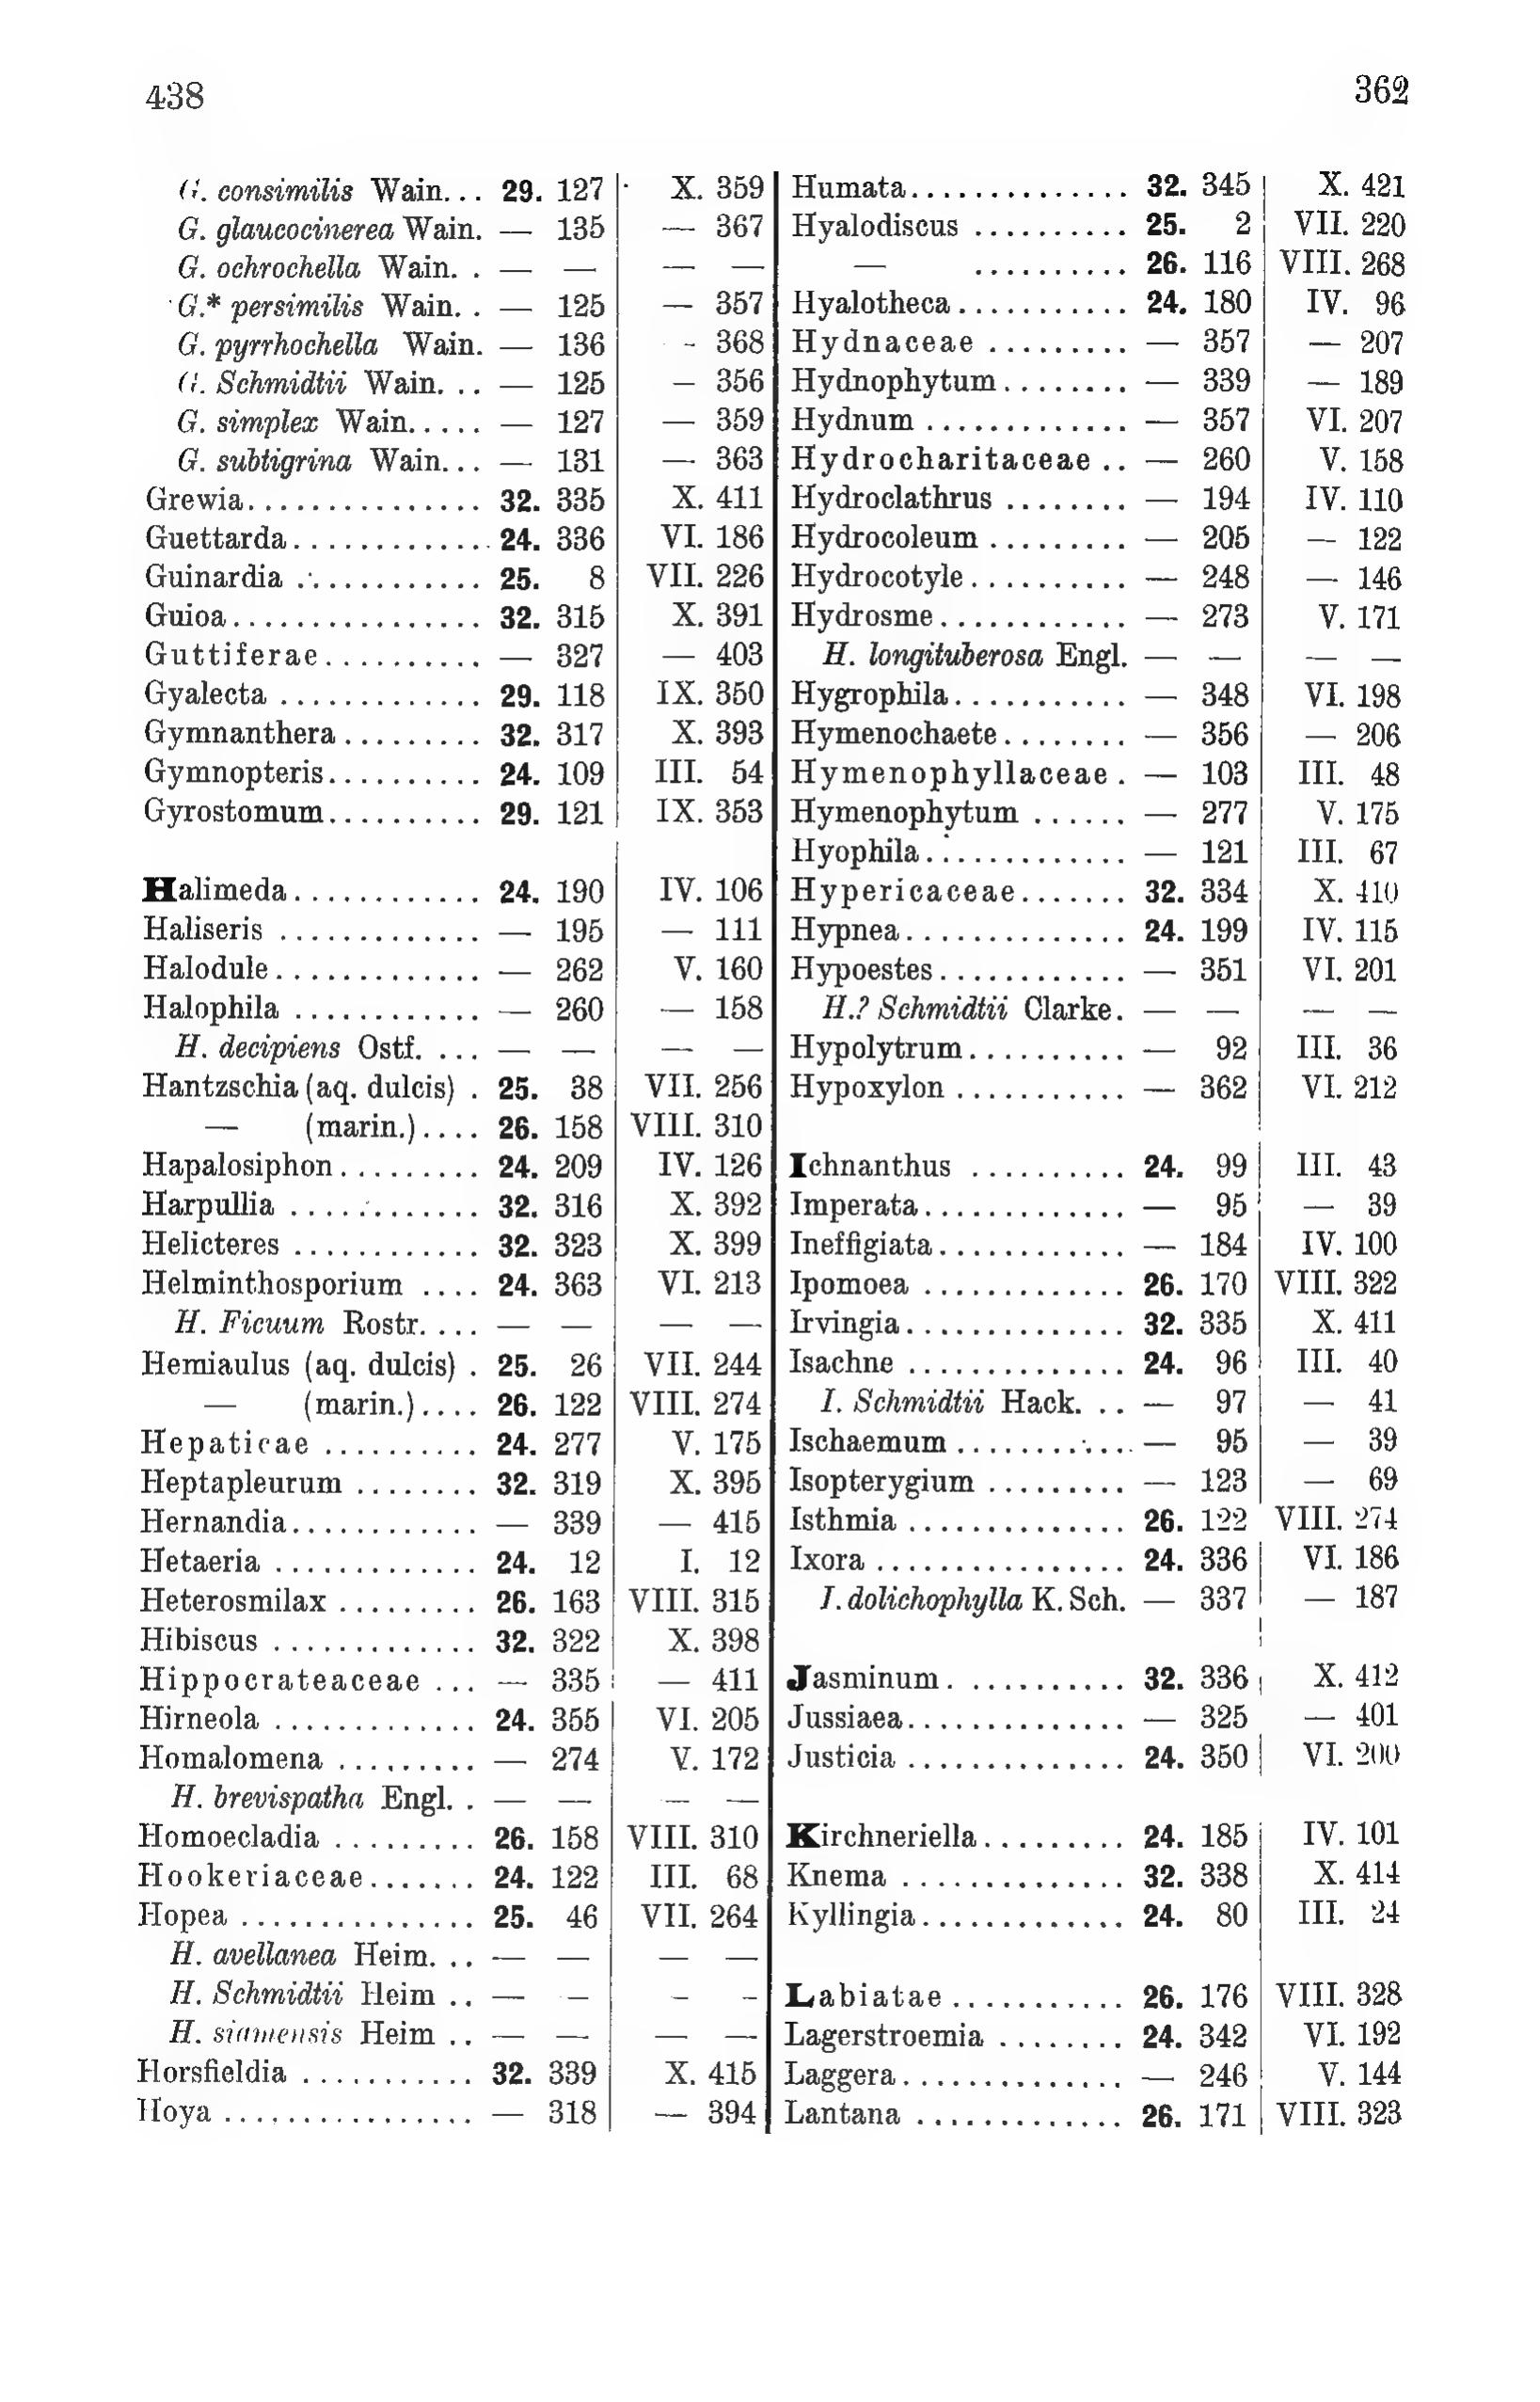 438
362
G. consimilis Wain... 29. 127 X. 359
G. glaucocinerea Wain. — 135 — 367
G. ochrochella Wain. . — — — —
G.* persimilis Wain. . — 125 — 357
G. pyrrhochella Wain. — 136 - 368
G. Schmidtii Wain. .. — 125 — 356
G. simplex Wain..... — 127 — 359
G. subtigrina Wain... — 131 — 363
Grewia............... 32. 335 X. 411
Guettarda............. 24. 336 VI. 186
Guinardia ............ 25. 8 VII. 226
Guioa................ 32. 315 X. 391
Guttiferae.......... — 327 — 403
Gyalecta ............. 29. 118 IX. 350
Gymnanthera......... 32. 317 X. 393
Gymnopteris.......... 24. 109 III. 54
Gyrostomum.......... 29. 121 IX. 353
Halimeda............ 24. 190 IV. 106
Haliseris ............. — 195 — 111
Halodule............. — 262 V. 160
Halophila ............ — 260 — 158
H. decipiens Ostf. ... — — — —
Hantzschia (aq. dulcis) . 25. 38 VII. 256
— (marin.).... 26. 158 VIII. 310
Hapalosiphon......... 24. 209 IV. 126
Harpullia ............ 32. 316 X. 392
Helicteres ............ 32. 323 X. 399
Helminthosporium .... 24. 363 VI. 213
H. Ficuum Rostr. ... — — — —
Hemiaulus (aq. dulcis) . 25. 26 VII. 244
— (marin.).... 26. 122 VIII. 274
Hepaticae .......... 24. 277 V. 175
Heptapleurum ........ 32. 319 X. 395
Hernandia............ — 339 — 415
Hetaeria ............. 24. 12 I. 12
Heterosmilax ......... 26. 163 VIII. 315
Hibiscus ............. 32. 322 X. 398
Hippocrateaceae ... — 335 — 411
Hirneola ............. 24. 355 VI. 205
Homalomena ......... — 274 V. 172
H. brevispatha Engl. . — — — —
Homoecladia ......... 26. 158 VIII. 310
Hookeriaceae....... 24. 122 III. 68
Hopea ............... 25. 46 VII. 264
H. avellanea Heim. .. — — — —
H. Schmidtii Heim .. — — — —
H. siamensis Heim .. — — — —
Horsfieldia ........... 32. 339 X. 415
Hoya ................ — 318 — 394
Humata.............. 32. 345 X. 421
Hyalodiscus .......... 25. 2 VII. 220
— .......... 26. 116 VIII. 268
Hyalotheca........... 24. 180 IV. 96
Hydnaceae ......... — 357 — 207
Hydnophytum........ — 339 — 189
Hydnum ............. — 357 VI. 207
Hydrocharitaceae .. — 260 V. 158
Hydroclathrus ........ — 194 IV. 110
Hydrocoleum ......... — 205 — 122
Hydrocotyle.......... — 248 — 146
Hydrosme............ — 273 V. 171
H. longituberosa Engl. — — — —
Hygrophila........... — 348 VI. 198
Hymenochaete........ — 356 — 206
Hymenophyllaceae . — 103 III. 48
Hymenophytum ...... — 277 V. 175
Hyophila............. — 121 III. 67
Hypericaceae....... 32. 334 X. 410
Hypnea.............. 24. 199 IV. 115
Hypoestes............ — 351 VI. 201
H.? Schmidtii Clarke. — — — —
Hypolytrum.......... — 92 III. 36
Hypoxylon ........... — 362 VI. 212
Ichnanthus .......... 24. 99 III. 43
Imperata............. — 95 — 39
Ineffigiata............ — 184 IV. 100
Ipomoea ............. 26. 170 VIII. 322
Irvingia.............. 32. 335 X. 411
Isachne .............. 24. 96 III. 40
I. Schmidtii Hack. .. — 97 — 41
Ischaemum ............ — 95 — 39
Isopterygium ......... — 123 — 69
Isthmia .............. 26. 122 VIII. 274
Ixora ................ 24. 336 VI. 186
I. dolichophylla K. Sch. — 337 — 187
Jasminum. .......... 32. 336 X. 412
Jussiaea.............. — 325 — 401
Justicia .............. 24. 350 VI. 200
Kirchneriella......... 24. 185 IV. 101
Knema .............. 32. 338 X. 414
Kyllingia............. 24. 80 III. 24
Labiatae ........... 26. 176 VIII. 328
Lagerstroemia ........ 24. 342 VI. 192
Laggera.............. — 246 V. 144
Lantana ............. 26. 171 VIII. 323